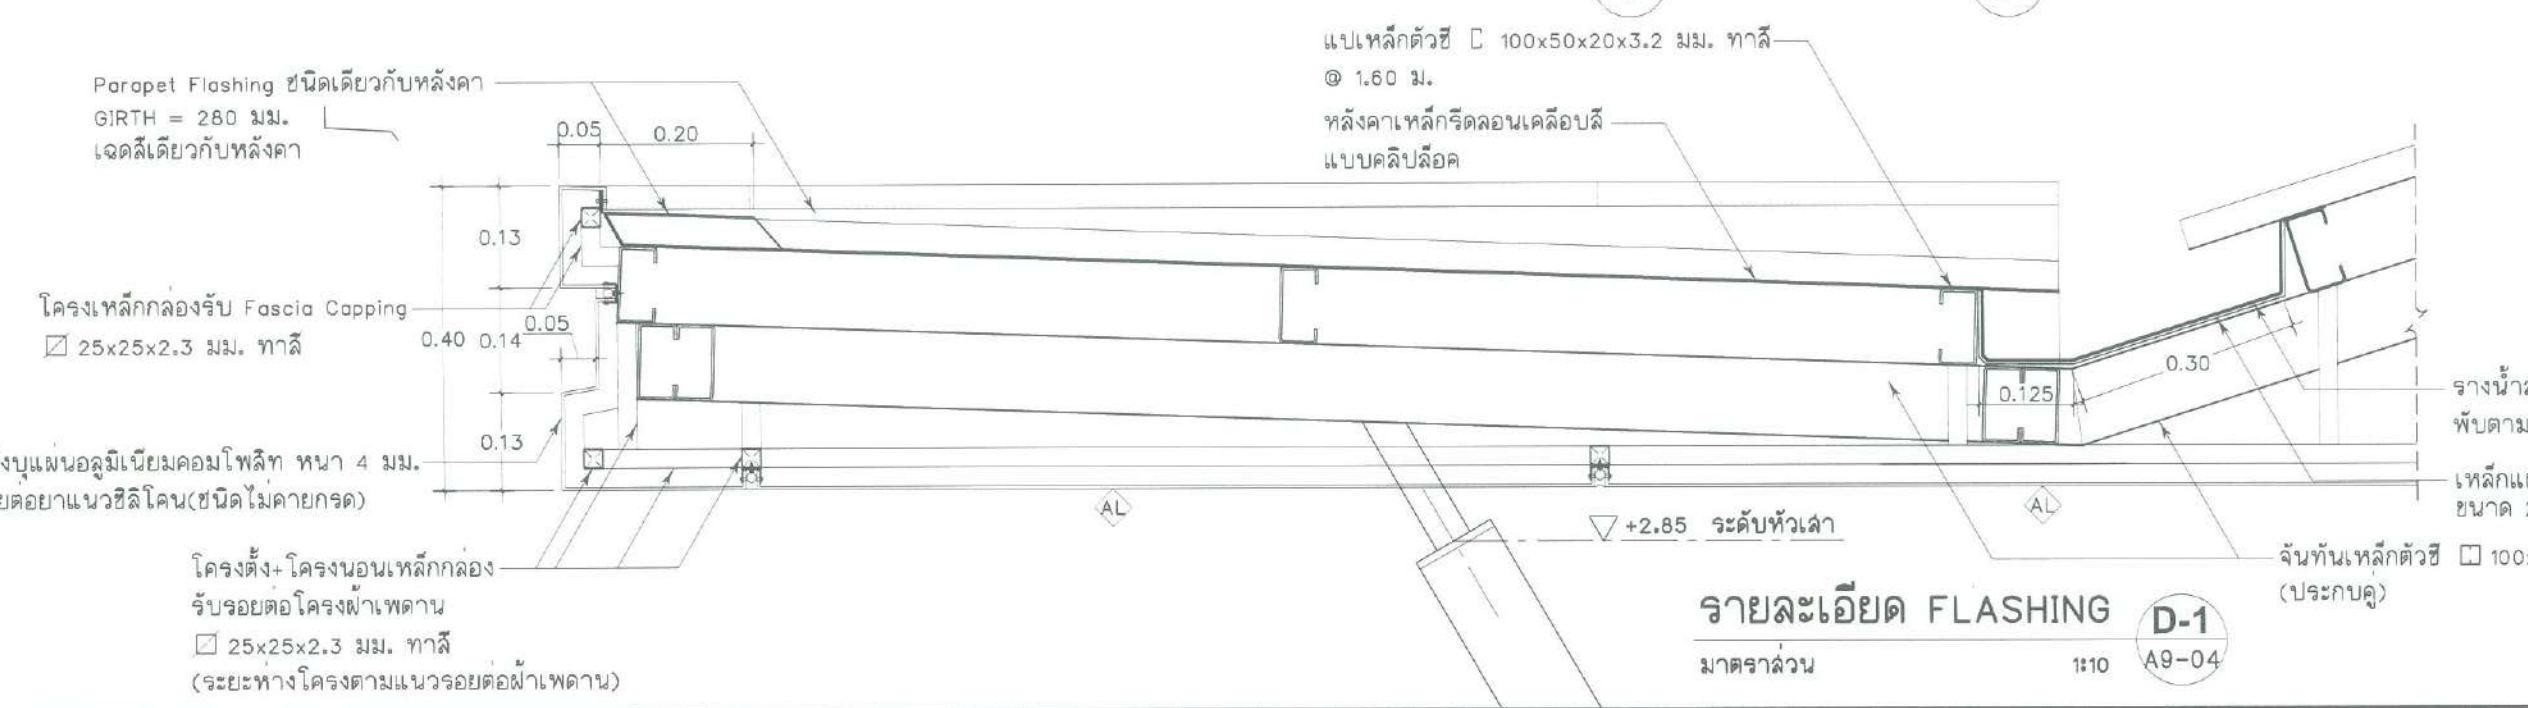 Parapet Flashing ชนิดเดียวกับหลังคา
GIRTH = 280 มม.
เฉดสีเดียวกับหลังคา
0.05
0.20
แปเหล็กตัวซี 100x50x20x3.2 มม. ทาสี
@ 1.60 ม.
หลังคาเหล็กรีดลอนเคลือบสี
แบบคลิปล็อค
0.13
โครงเหล็กกล่องรับ Fascia Capping
25x25x2.3 มม. ทาสี
0.40
0.14
0.05
0.13
บุแผ่นอลูมิเนียมคอมโพสิท หนา 4 มม.
ต่อยาแนวซิลิโคน(ชนิดไม่คายกรด)
โครงตั้ง+โครงนอนเหล็กกล่อง
รับรอยต่อโครงฝ้าเพดาน
25x25x2.3 มม. ทาสี
(ระยะห่างโครงตามแนวรอยต่อฝ้าเพดาน)
AL
+2.85 ระดับหัวเสา
AL
0.125
0.30
รางน้ำ
พับตาม
ขนาด
จันทันเหล็กตัวซี 100
(ประกบคู่)
รายละเอียด FLASHING
D-1
มาตราส่วน 1:10
A9-04